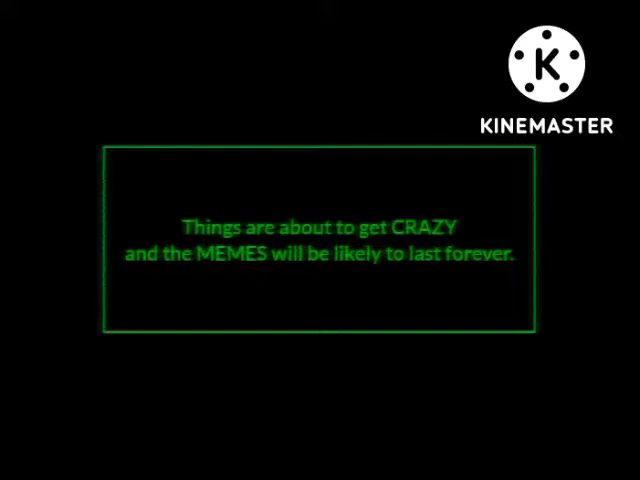 K
KINEMASTER
Things are about to get CRAZY
and the MEMES will be likely to last forever.